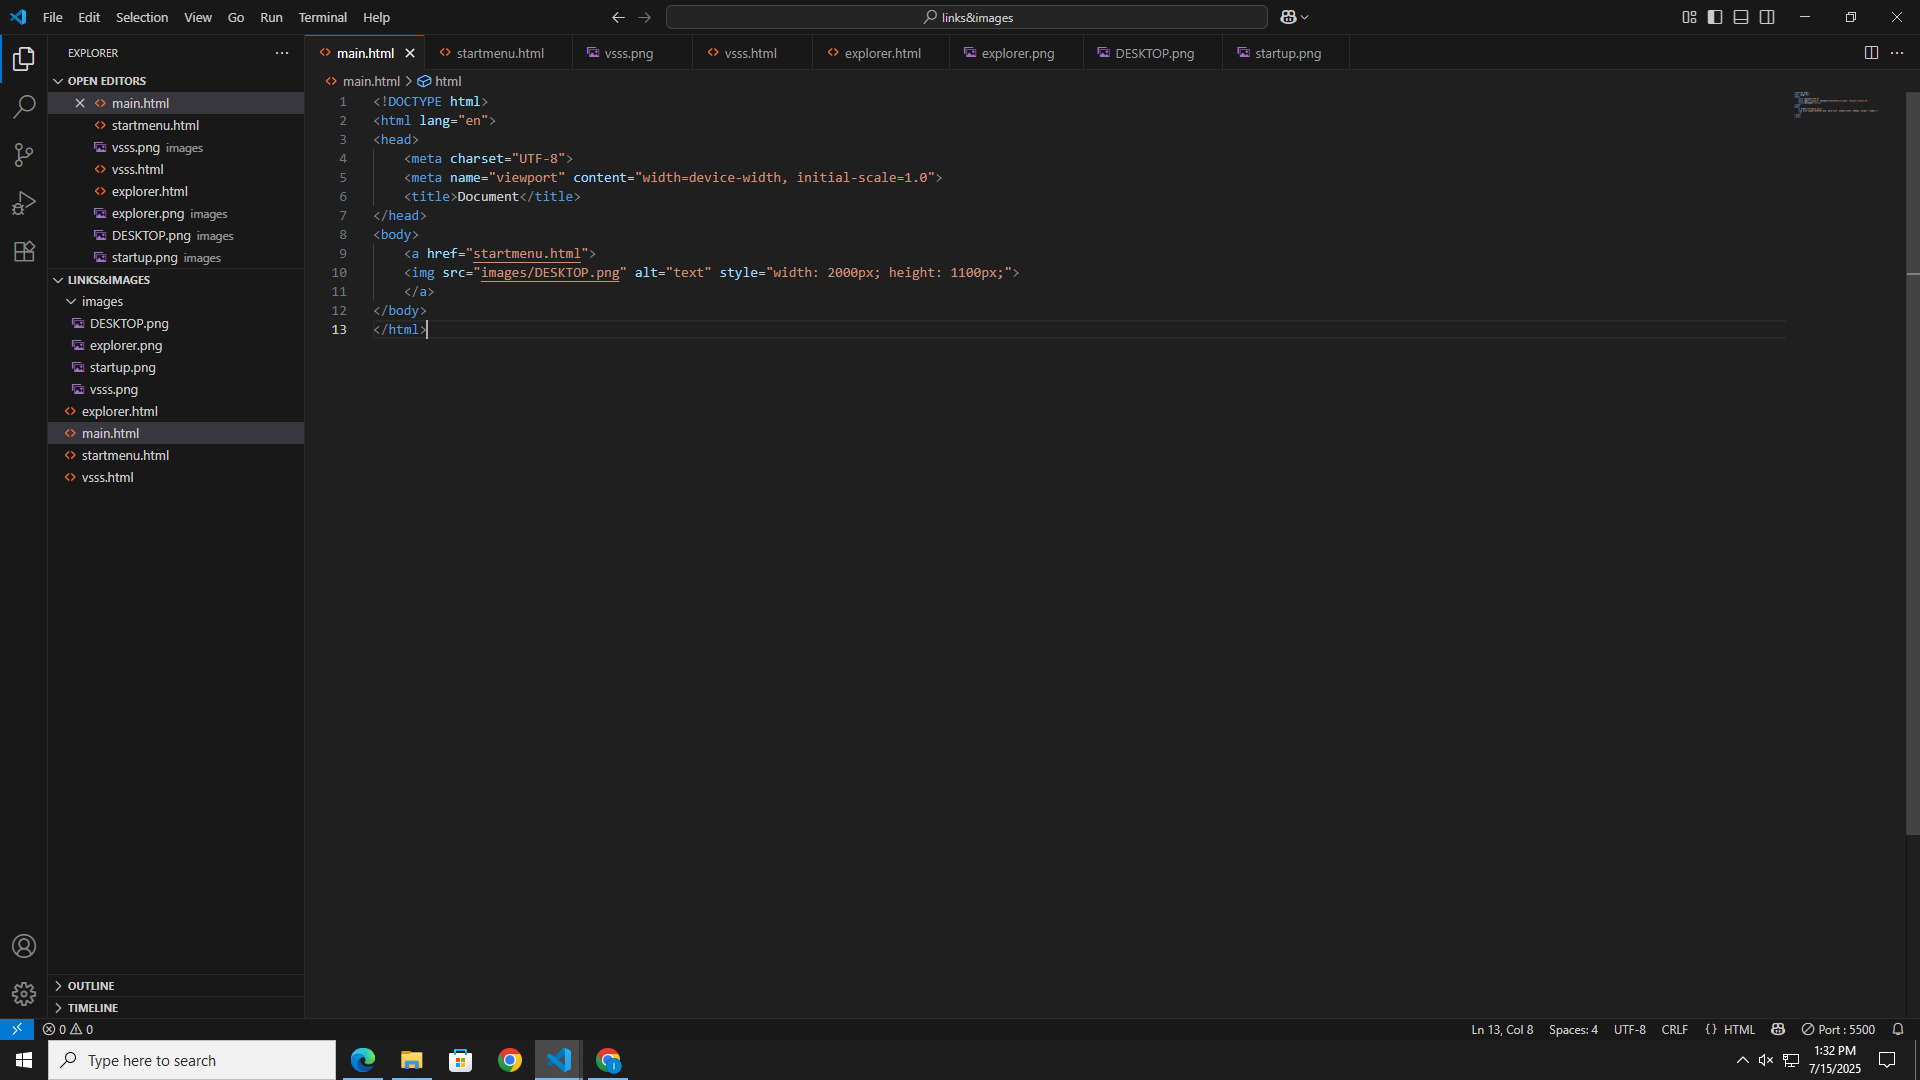 File Edit Selection View Go Run Terminal Help
links&images
EXPLORER
OPEN EDITORS
main.html
startmenu.html
vsss.png images
vsss.html
explorer.html
explorer.png images
DESKTOP.png images
startup.png images
LINKS&IMAGES
images
DESKTOP.png
explorer.png
startup.png
vsss.png
explorer.html
main.html
startmenu.html
vsss.html
OUTLINE
TIMELINE
main.html startmenu.html vsss.png vsss.html explorer.html explorer.png DESKTOP.png startup.png
main.html > html
1 <!DOCTYPE html>
2 <html lang="en">
3 <head>
4 <meta charset="UTF-8">
5 <meta name="viewport" content="width=device-width, initial-scale=1.0">
6 <title>Document</title>
7 </head>
8 <body>
9 <a href="startmenu.html">
10 <img src="images/DESKTOP.png" alt="text" style="width: 2000px; height: 1100px;">
11 </a>
12 </body>
13 </html>
0 0
Ln 13, Col 8 Spaces: 4 UTF-8 CRLF {} HTML Port : 5500
Type here to search
1:32 PM
7/15/2025